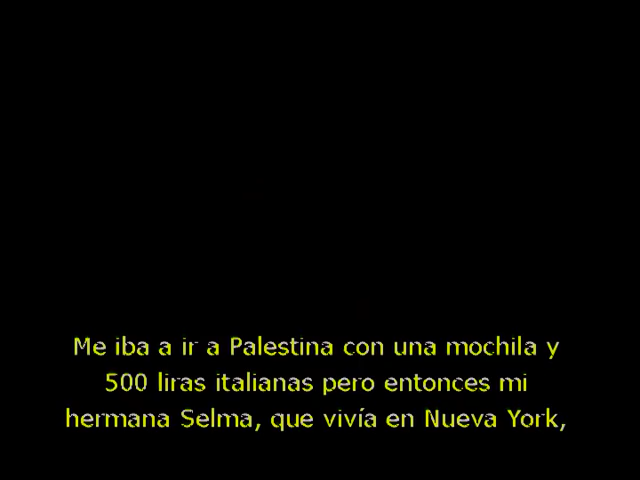 Me iba a ir a Palestina con una mochila y
500 liras italianas pero entonces mi
hermana Selma, que vivía en Nueva York,